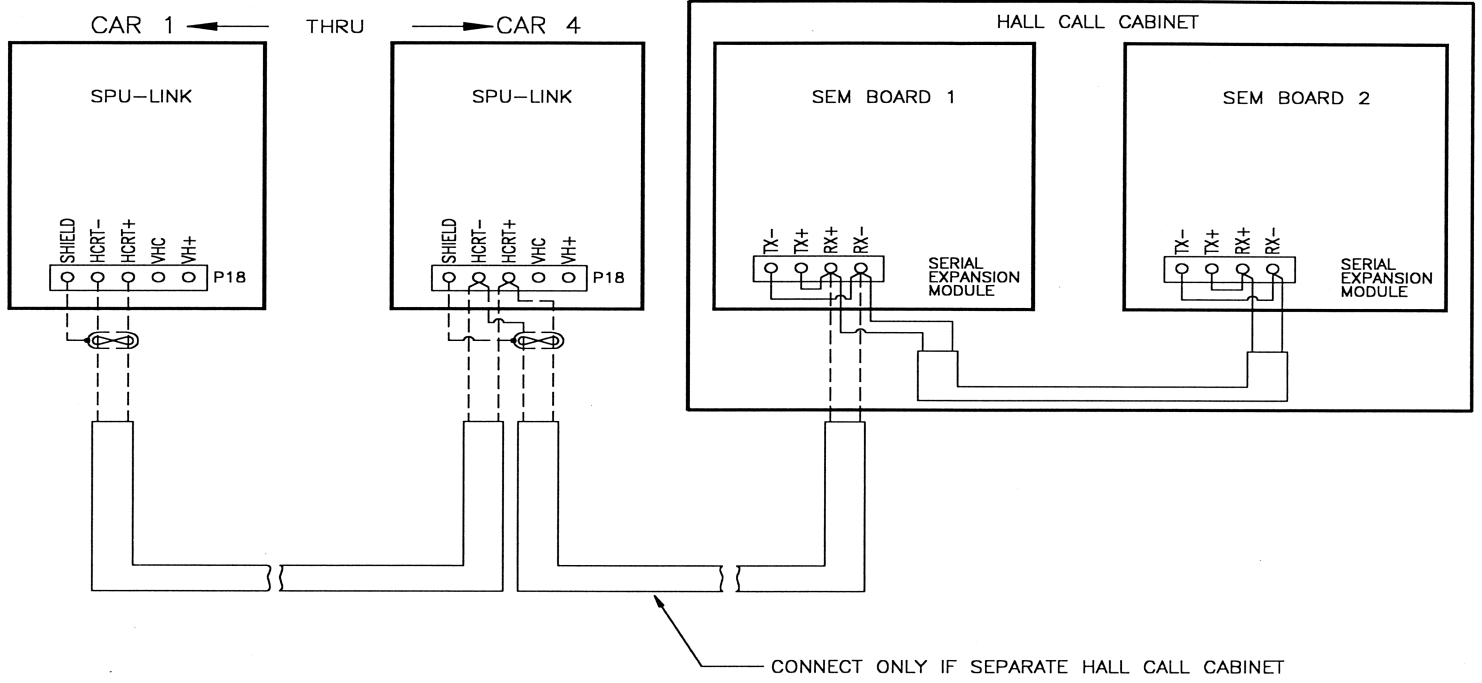 CAR 1
THRU
CAR 4
HALL CALL CABINET
SPU-LINK
SPU-LINK
SEM BOARD 1
SEM BOARD 2
SHIELD
HCRT-
HCRT+
VHC
VH+
P18
SHIELD
HCRT-
HCRT+
VHC
VH+
P18
TX-
TX+
RX+
RX-
SERIAL
EXPANSION
MODULE
TX-
TX+
RX+
RX-
SERIAL
EXPANSION
MODULE
CONNECT ONLY IF SEPARATE HALL CALL CABINET